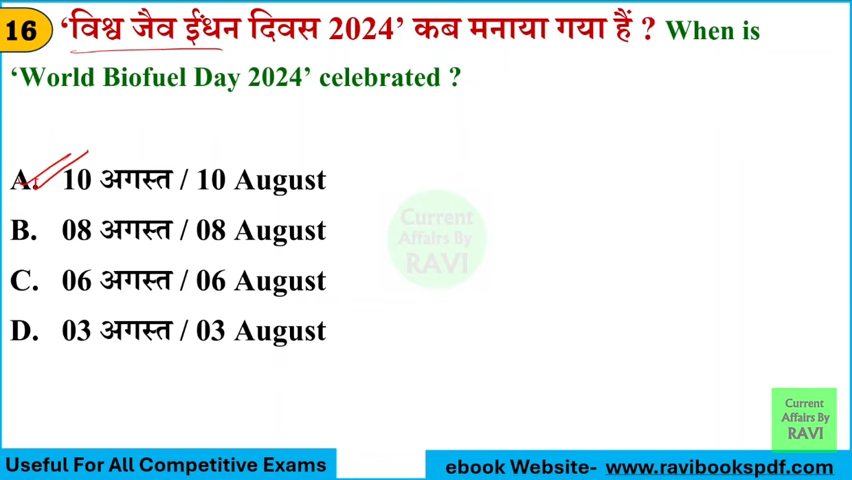 16 ‘विश्व जैव ईंधन दिवस 2024’ कब मनाया गया हैं ? When is
‘World Biofuel Day 2024’ celebrated ?
A. 10 अगस्त / 10 August
B. 08 अगस्त / 08 August
C. 06 अगस्त / 06 August
D. 03 अगस्त / 03 August
Current
Affairs By
RAVI
Current
Affairs By
RAVI
Useful For All Competitive Exams
ebook Website- www.ravibookspdf.com